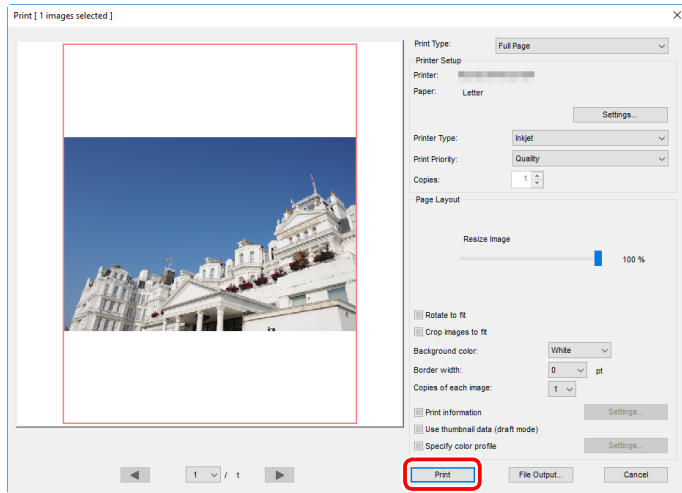 Print [ 1 images selected ]
Print Type: Full Page
Printer Setup
Printer:
Paper: Letter
Settings...
Printer Type: Inkjet
Print Priority: Quality
Copies: 1
Page Layout
Resize Image
100 %
Rotate to fit
Crop images to fit
Background color: White
Border width: 0 pt
Copies of each image: 1
Print information Settings...
Use thumbnail data (draft mode)
Specify color profile Settings...
1 / 1
Print File Output... Cancel